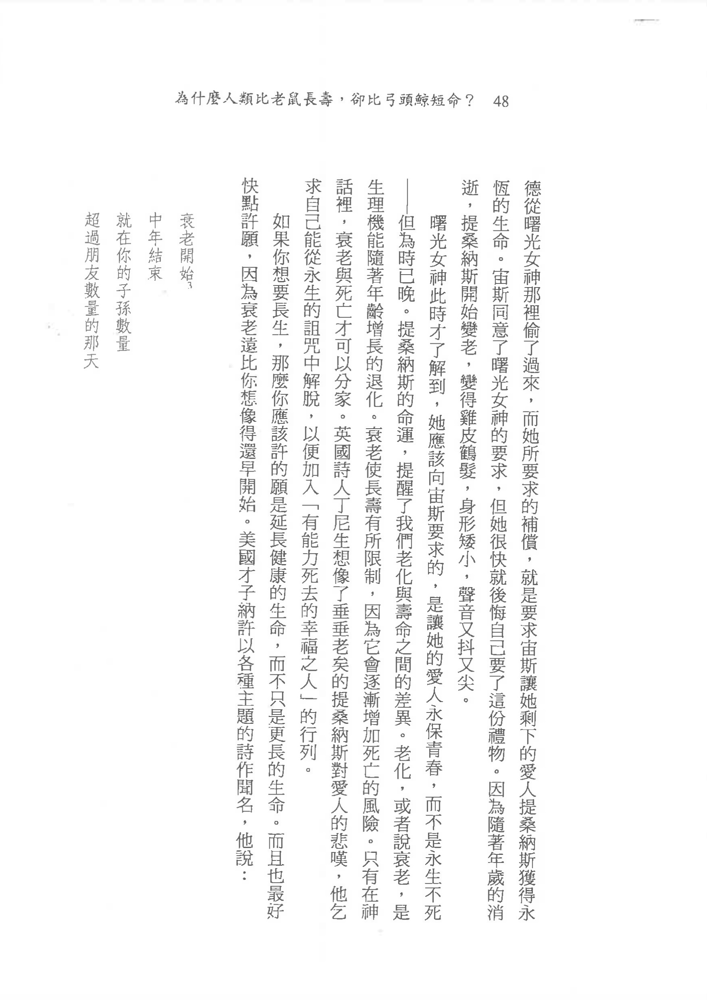 為什麼人類比老鼠長壽，卻比弓頭鯨短命？ 48
德從曙光女神那裡偷了過來，而她所要求的補償，就是要求宙斯讓她剩下的愛人提桑納斯獲得永
恆的生命。宙斯同意了曙光女神的要求，但她很快就後悔自己要了這份禮物。因為隨著年歲的消
逝，提桑納斯開始變老，變得雞皮鶴髮，身形矮小，聲音又抖又尖。
曙光女神此時才了解到，她應該向宙斯要求的，是讓她的愛人永保青春，而不是永生不死
——但為時已晚。提桑納斯的命運，提醒了我們老化與壽命之間的差異。老化，或者說衰老，是
生理機能隨著年齡增長的退化。衰老使長壽有所限制，因為它會逐漸增加死亡的風險。只有在神
話裡，衰老與死亡才可以分家。英國詩人丁尼生想像了垂垂老矣的提桑納斯對愛人的悲嘆，他乞
求自己能從永生的詛咒中解脫，以便加入「有能力死去的幸福之人」的行列。
如果你想要長生，那麼你應該許的願是延長健康的生命，而不只是更長的生命。而且也最好
快點許願，因為衰老遠比你想像得還早開始。美國才子納許以各種主題的詩作聞名，他說：
衰老開始3
中年結束
就在你的子孫數量
超過朋友數量的那天